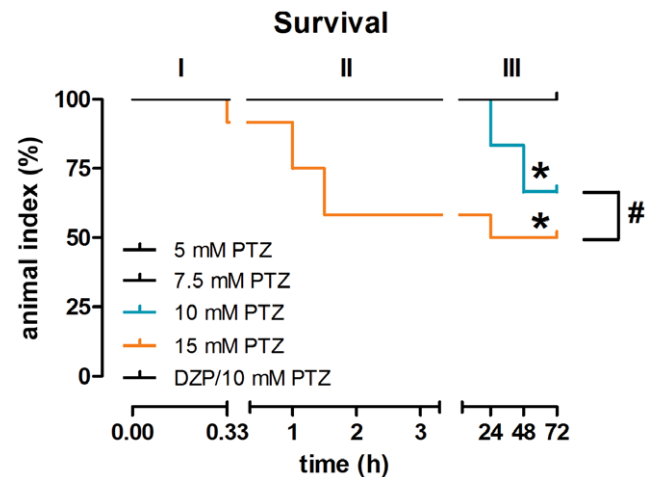 Survival
I II III
animal index (%)
100
75
50
25
0
* 
*
#
5 mM PTZ
7.5 mM PTZ
10 mM PTZ
15 mM PTZ
DZP/10 mM PTZ
0.00 0.33 1 2 3 24 48 72
time (h)